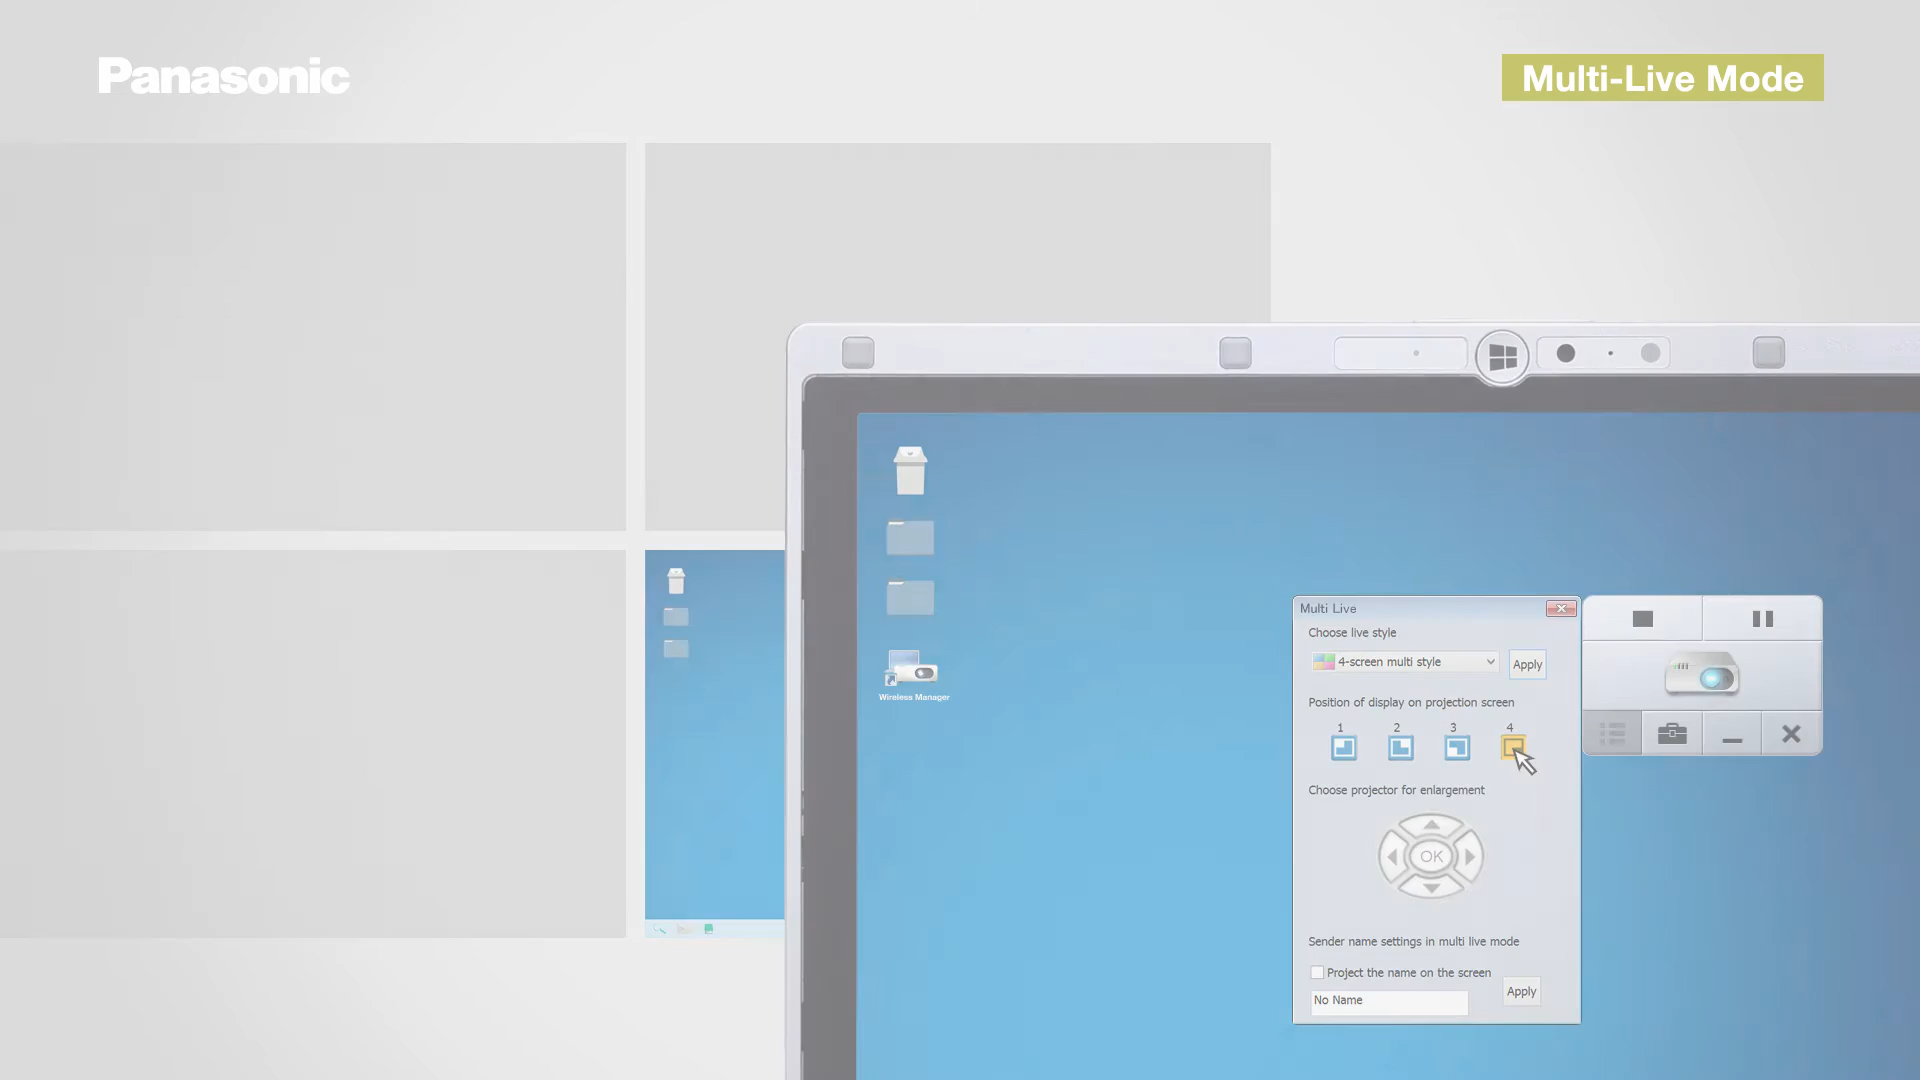 Panasonic
Multi-Live Mode
Wireless Manager
Multi Live
Choose live style
4-screen multi style
Apply
Position of display on projection screen
1 2 3 4
Choose projector for enlargement
OK
Sender name settings in multi live mode
Project the name on the screen
No Name
Apply